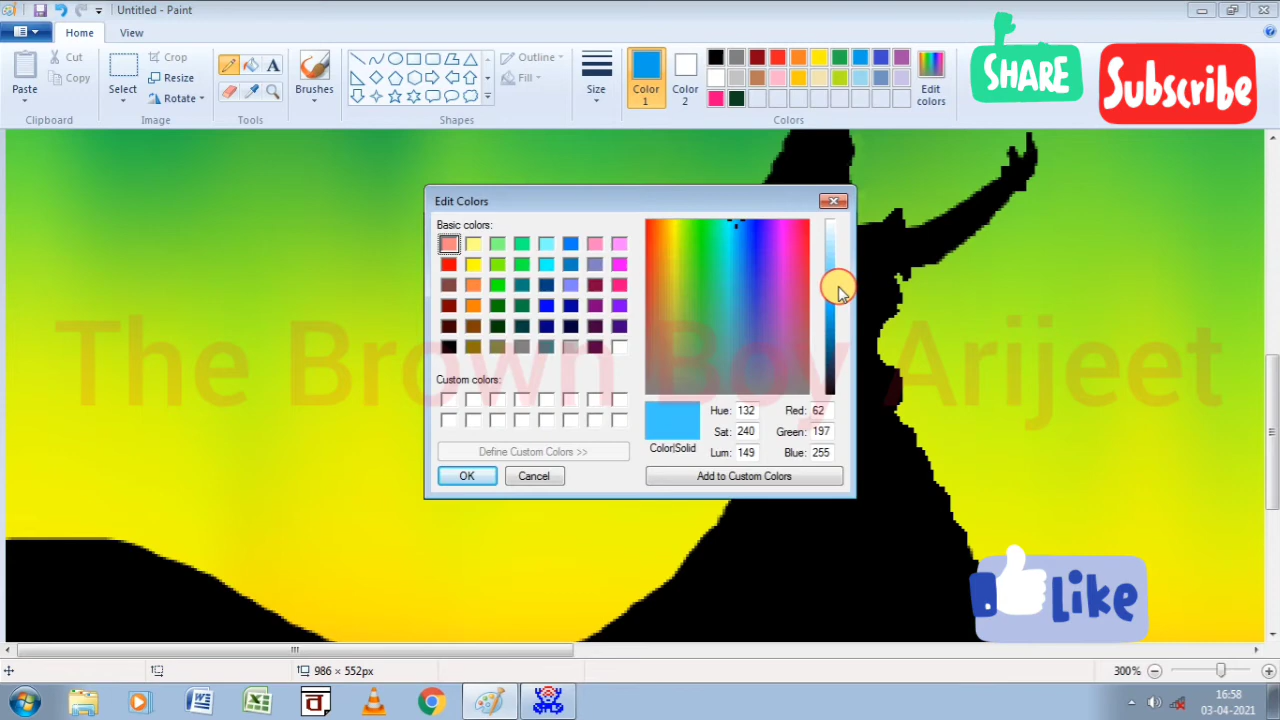 Untitled - Paint
Home
View
Paste
Cut
Copy
Clipboard
Select
Crop
Resize
Rotate
Image
A
Tools
Brushes
Outline
Fill
Shapes
Size
Color 1
Color 2
Edit colors
Colors
SHARE
Subscribe
Edit Colors
Basic colors:
Custom colors:
Define Custom Colors >>
OK
Cancel
Hue: 132
Red: 62
Sat: 240
Green: 197
Color|Solid
Lum: 149
Blue: 255
Add to Custom Colors
The Brown Boy Arijeet
Like
986 × 552px
300%
16:58
03-04-2021